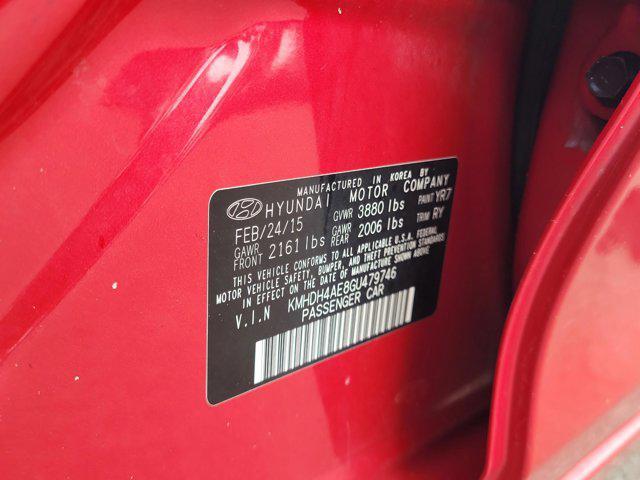 MANUFACTURED IN KOREA BY
HYUNDAI MOTOR COMPANY
FEB/24/15 GVWR 3880 lbs PAINT YR7
GAWR FRONT 2161 lbs GAWR REAR 2006 lbs TRIM RY
THIS VEHICLE CONFORMS TO ALL APPLICABLE U.S.A. FEDERAL
MOTOR VEHICLE SAFETY, BUMPER, AND THEFT PREVENTION STANDARDS
IN EFFECT ON THE DATE OF MANUFACTURE SHOWN ABOVE.
V.I.N KMHDH4AE8GU479746
PASSENGER CAR